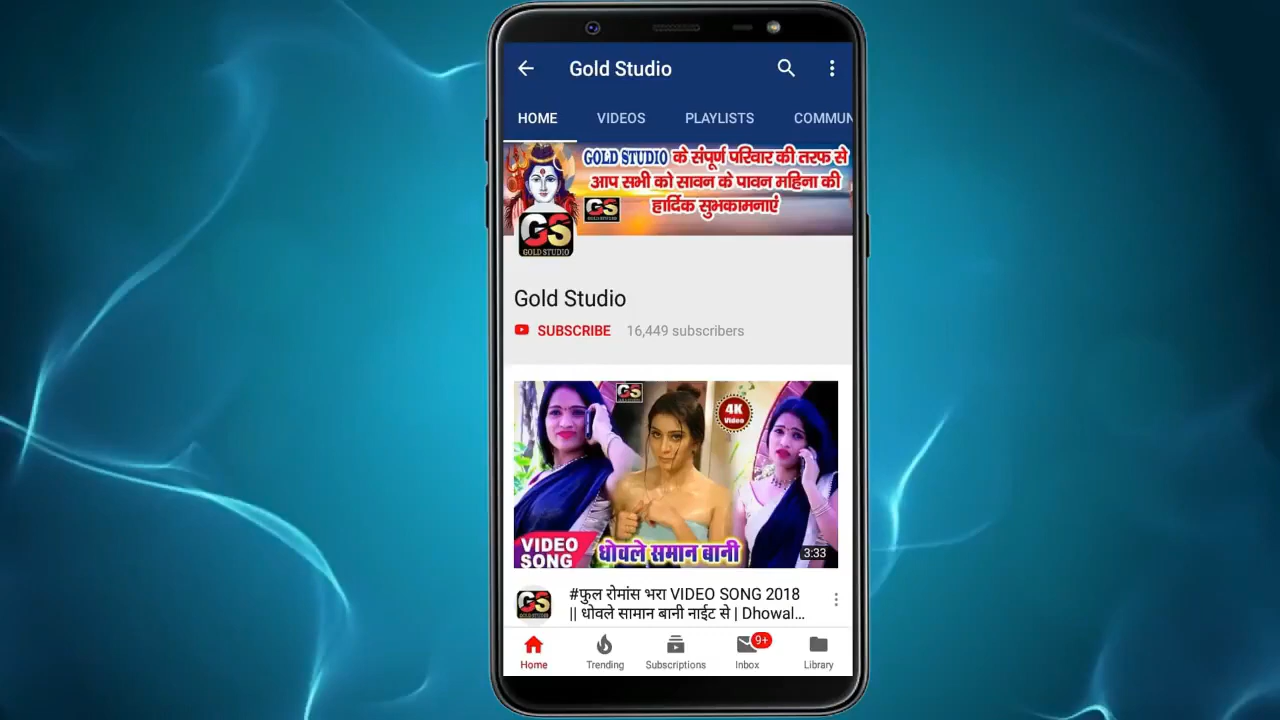 Gold Studio
HOME VIDEOS PLAYLISTS COMMUN
GOLD STUDIO के संपूर्ण परिवार की तरफ से
आप सभी को सावन के पावन महिना की
हार्दिक सुभकामनाएं
GS
GS
GOLD STUDIO
Gold Studio
SUBSCRIBE 16,449 subscribers
GS
4K
Video
VIDEO
SONG
धोवले समान बानी
3:33
GS
#फुल रोमांस भरा VIDEO SONG 2018
|| धोवले सामान बानी नाईट से | Dhowal...
9+
Home Trending Subscriptions Inbox Library